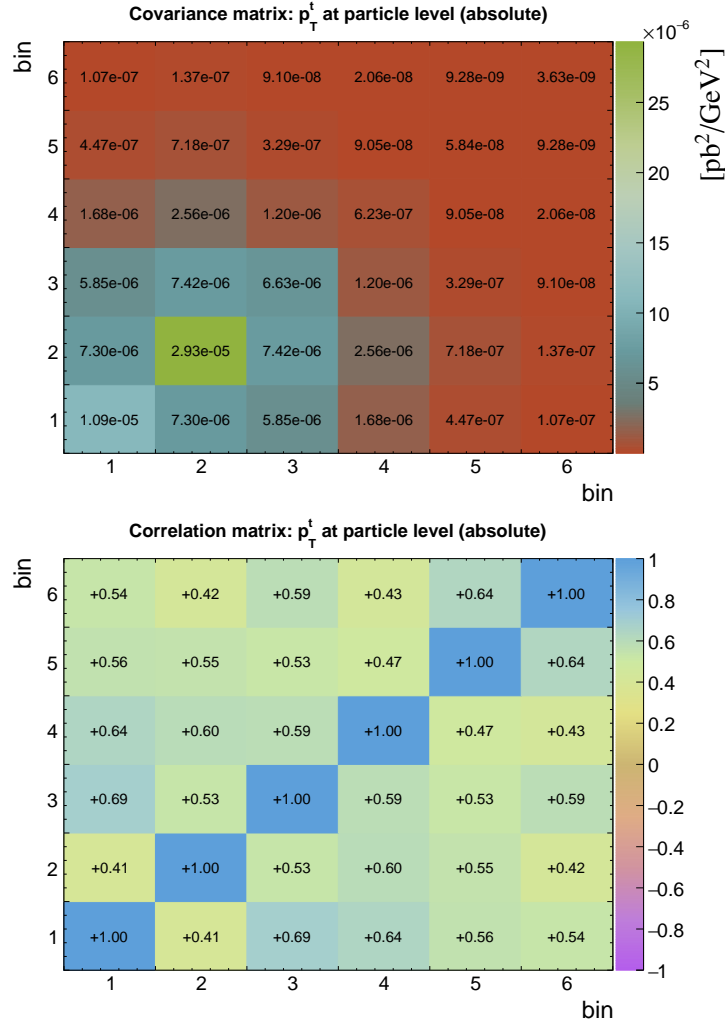 Covariance matrix: p_T^t at particle level (absolute)
×10^−6
bin
6 1.07e-07 1.37e-07 9.10e-08 2.06e-08 9.28e-09 3.63e-09
5 4.47e-07 7.18e-07 3.29e-07 9.05e-08 5.84e-08 9.28e-09
4 1.68e-06 2.56e-06 1.20e-06 6.23e-07 9.05e-08 2.06e-08
3 5.85e-06 7.42e-06 6.63e-06 1.20e-06 3.29e-07 9.10e-08
2 7.30e-06 2.93e-05 7.42e-06 2.56e-06 7.18e-07 1.37e-07
1 1.09e-05 7.30e-06 5.85e-06 1.68e-06 4.47e-07 1.07e-07
1 2 3 4 5 6
bin
25
20
15
10
5
[pb^2/GeV^2]
Correlation matrix: p_T^t at particle level (absolute)
bin
6 +0.54 +0.42 +0.59 +0.43 +0.64 +1.00
5 +0.56 +0.55 +0.53 +0.47 +1.00 +0.64
4 +0.64 +0.60 +0.59 +1.00 +0.47 +0.43
3 +0.69 +0.53 +1.00 +0.59 +0.53 +0.59
2 +0.41 +1.00 +0.53 +0.60 +0.55 +0.42
1 +1.00 +0.41 +0.69 +0.64 +0.56 +0.54
1 2 3 4 5 6
bin
1
0.8
0.6
0.4
0.2
0
−0.2
−0.4
−0.6
−0.8
−1